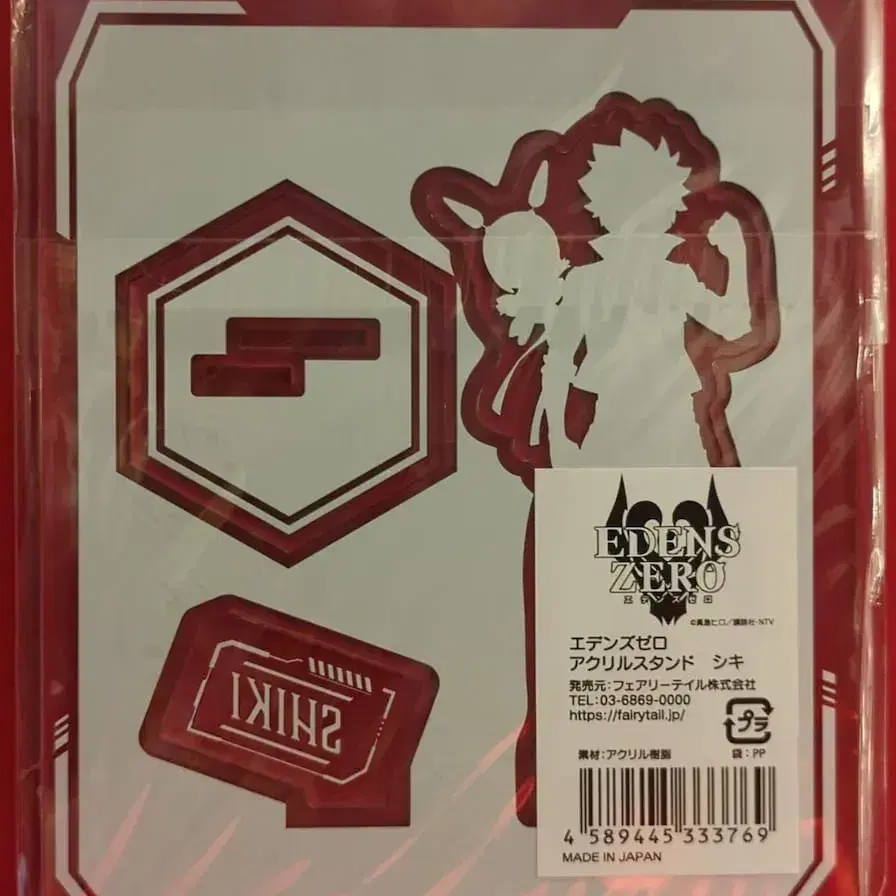 SHIKI
EDENS
ZERO
エデンズゼロ
©真島ヒロ/講談社・NTV
エデンズゼロ
アクリルスタンド シキ
発売元:フェアリーテイル株式会社
TEL:03-6869-0000
https://fairytail.jp/
プラ
素材:アクリル樹脂 袋:PP
4 589445 333769
MADE IN JAPAN